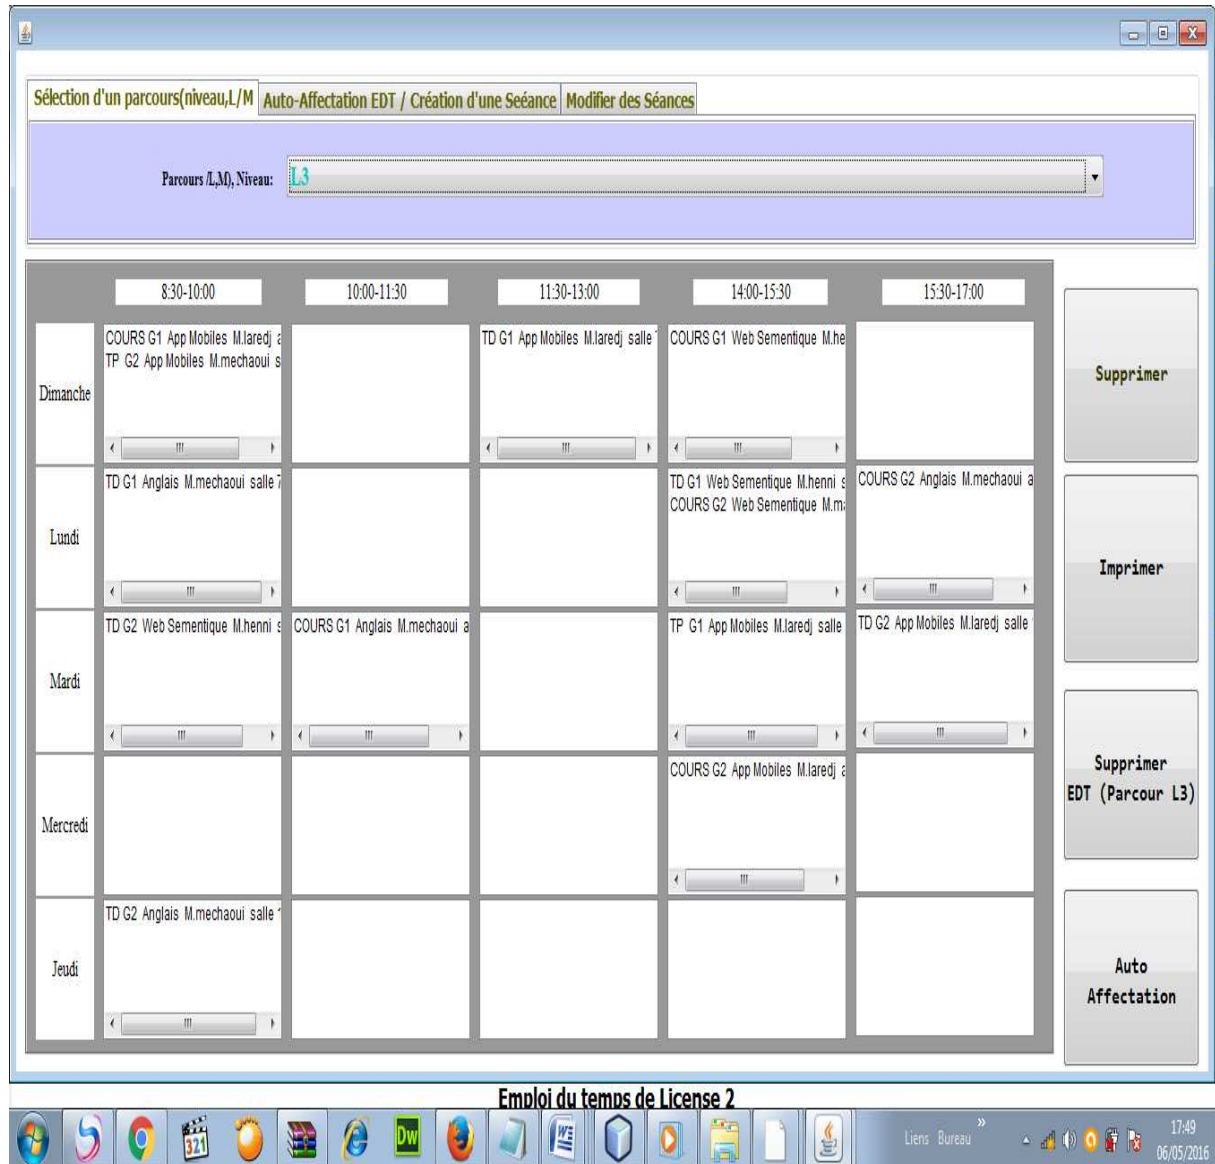 Sélection d'un parcours(niveau,L/M
Auto-Affectation EDT / Création d'une Seéance
Modifier des Séances
Parcours /L,M), Niveau:
L3
8:30-10:00
10:00-11:30
11:30-13:00
14:00-15:30
15:30-17:00
Dimanche
COURS G1 App Mobiles M.laredj
TP G2 App Mobiles M.mechaoui
TD G1 App Mobiles M.laredj salle
COURS G1 Web Sementique M.he
Lundi
TD G1 Anglais M.mechaoui salle
TD G1 Web Sementique M.henni
COURS G2 Web Sementique
COURS G2 Anglais M.mechaoui a
Mardi
TD G2 Web Sementique M.henni
COURS G1 Anglais M.mechaoui a
TP G1 App Mobiles M.laredj salle
TD G2 App Mobiles M.laredj salle
Mercredi
COURS G2 App Mobiles M.laredj
Jeudi
TD G2 Anglais M.mechaoui salle
Supprimer
Imprimer
Supprimer
EDT (Parcour L3)
Auto
Affectation
Emploi du temps de License 2
321
Dw
Liens Bureau
17:49
06/05/2016